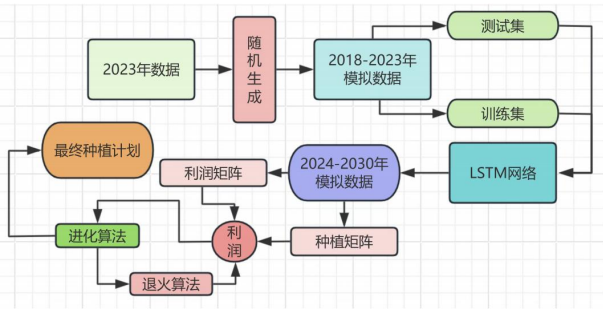 2023年数据
随机生成
2018-2023年
模拟数据
测试集
训练集
LSTM网络
2024-2030年
模拟数据
利润矩阵
种植矩阵
利润
进化算法
退火算法
最终种植计划